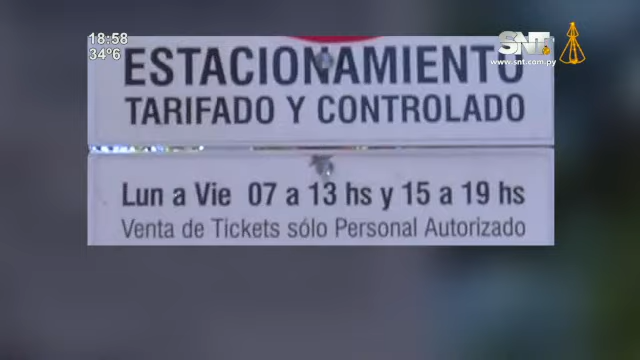 18:58
34°6
SNT
www.snt.com.py
ESTACIONAMIENTO
TARIFADO Y CONTROLADO
Lun a Vie 07 a 13 hs y 15 a 19 hs
Venta de Tickets sólo Personal Autorizado